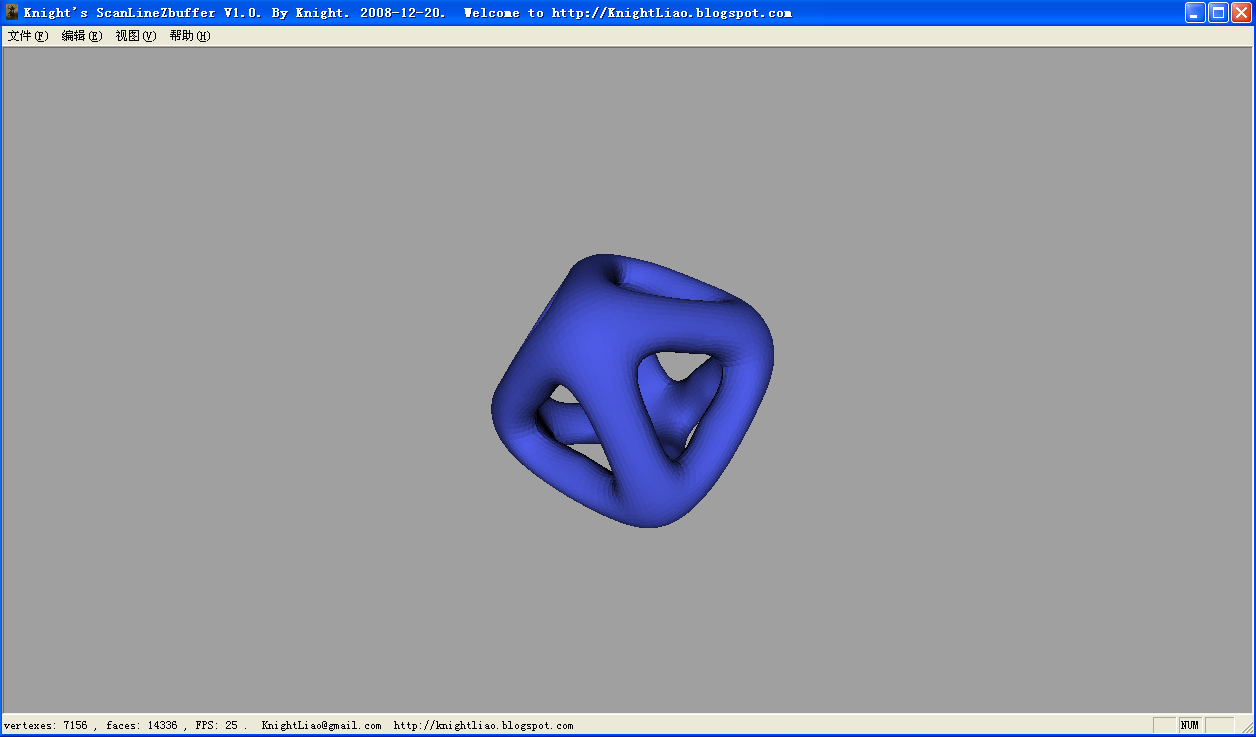 Knight's ScanLineZbuffer V1.0. By Knight. 2008-12-20. Welcome to http://KnightLiao.blogspot.com
文件(F) 编辑(E) 视图(V) 帮助(H)
vertexes: 7156 , faces: 14336 , FPS: 25 . KnightLiao@gmail.com http://knightliao.blogspot.com NUM